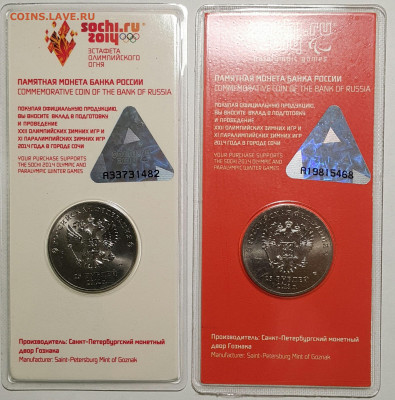 COINS.LAVE.RU
sochi.ru
2014
ЭСТАФЕТА
ОЛИМПИЙСКОГО
ОГНЯ
ПАМЯТНАЯ МОНЕТА БАНКА РОССИИ
COMMEMORATIVE COIN OF THE BANK OF RUSSIA
ПОКУПАЯ ОФИЦИАЛЬНУЮ ПРОДУКЦИЮ,
ВЫ ВНОСИТЕ ВКЛАД В ПОДГОТОВКУ
И ПРОВЕДЕНИЕ
XXII ОЛИМПИЙСКИХ ЗИМНИХ ИГР И
XI ПАРАЛИМПИЙСКИХ ЗИМНИХ ИГР
2014 ГОДА В ГОРОДЕ СОЧИ
YOUR PURCHASE SUPPORTS
THE SOCHI 2014 OLYMPIC AND
PARALYMPIC WINTER GAMES
A33731482
Производитель: Санкт-Петербургский монетный
двор Гознака
Manufacturer: Saint-Petersburg Mint of Goznak
sochi.ru
2014
games
ПАМЯТНАЯ МОНЕТА БАНКА РОССИИ
COMMEMORATIVE COIN OF THE BANK OF RUSSIA
ПОКУПАЯ ОФИЦИАЛЬНУЮ ПРОДУКЦИЮ,
ВЫ ВНОСИТЕ ВКЛАД В ПОДГОТОВКУ
И ПРОВЕДЕНИЕ
XXII ОЛИМПИЙСКИХ ЗИМНИХ ИГР И
XI ПАРАЛИМПИЙСКИХ ЗИМНИХ ИГР
2014 ГОДА В ГОРОДЕ СОЧИ
YOUR PURCHASE SUPPORTS
THE SOCHI 2014 OLYMPIC AND
PARALYMPIC WINTER GAMES
A19815468
Производитель: Санкт-Петербургский монетный
двор Гознака
Manufacturer: Saint-Petersburg Mint of Goznak